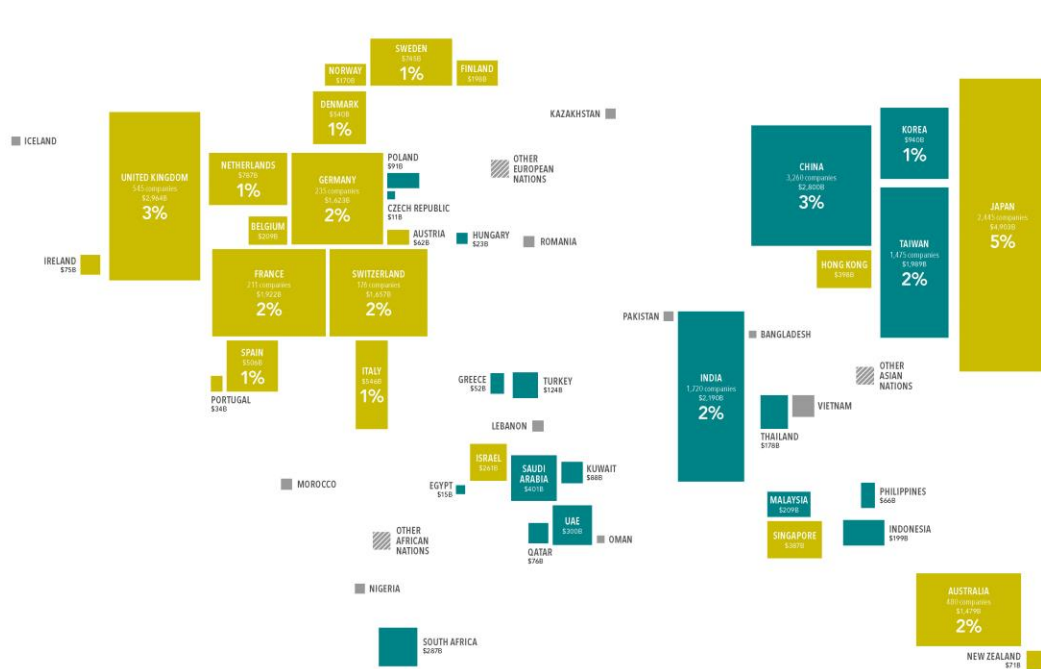 SWEDEN
$745B
1%
NORWAY
$170B
FINLAND
$198B
DENMARK
$540B
1%
KAZAKHSTAN
ICELAND
UNITED KINGDOM
545 companies
$2,964B
3%
NETHERLANDS
$787B
1%
GERMANY
235 companies
$1,623B
2%
POLAND
$91B
CZECH REPUBLIC
$11B
OTHER
EUROPEAN
NATIONS
BELGIUM
$209B
AUSTRIA
$62B
HUNGARY
$23B
ROMANIA
IRELAND
$75B
FRANCE
211 companies
$1,922B
2%
SWITZERLAND
176 companies
$1,657B
2%
SPAIN
$506B
1%
PORTUGAL
$34B
ITALY
$546B
1%
GREECE
$52B
TURKEY
$124B
LEBANON
MOROCCO
ISRAEL
$261B
EGYPT
$15B
SAUDI
ARABIA
$401B
KUWAIT
$88B
UAE
$300B
QATAR
$76B
OMAN
OTHER
AFRICAN
NATIONS
NIGERIA
SOUTH AFRICA
$287B
CHINA
3,260 companies
$2,800B
3%
KOREA
$940B
1%
JAPAN
2,445 companies
$4,903B
5%
HONG KONG
$398B
TAIWAN
1,475 companies
$1,989B
2%
PAKISTAN
BANGLADESH
INDIA
1,720 companies
$2,190B
2%
OTHER
ASIAN
NATIONS
THAILAND
$178B
VIETNAM
MALAYSIA
$209B
PHILIPPINES
$66B
SINGAPORE
$387B
INDONESIA
$199B
AUSTRALIA
480 companies
$1,479B
2%
NEW ZEALAND
$71B